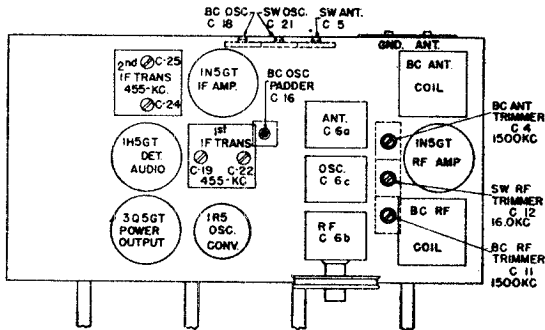 BC OSC. SW OSC. SW ANT.
C 18 C 21 C 5
GND. ANT.
2nd C-25
IF TRANS
455-KC.
C-24
1N5GT
IF AMP.
BC OSC
PADDER
C 16
BC ANT.
COIL
BC ANT
TRIMMER
C 4
1500KC
1H5GT
DET.
AUDIO
1st
IF TRANS
C-19 C-22
455-KC
ANT.
C 6a
OSC.
C 6c
RF
C 6b
1N5GT
RF AMP
SW RF
TRIMMER
C 12
16.0KC
3Q5GT
POWER
OUTPUT
1R5
OSC.
CONV.
BC RF
COIL
BC RF
TRIMMER
C 11
1500KC